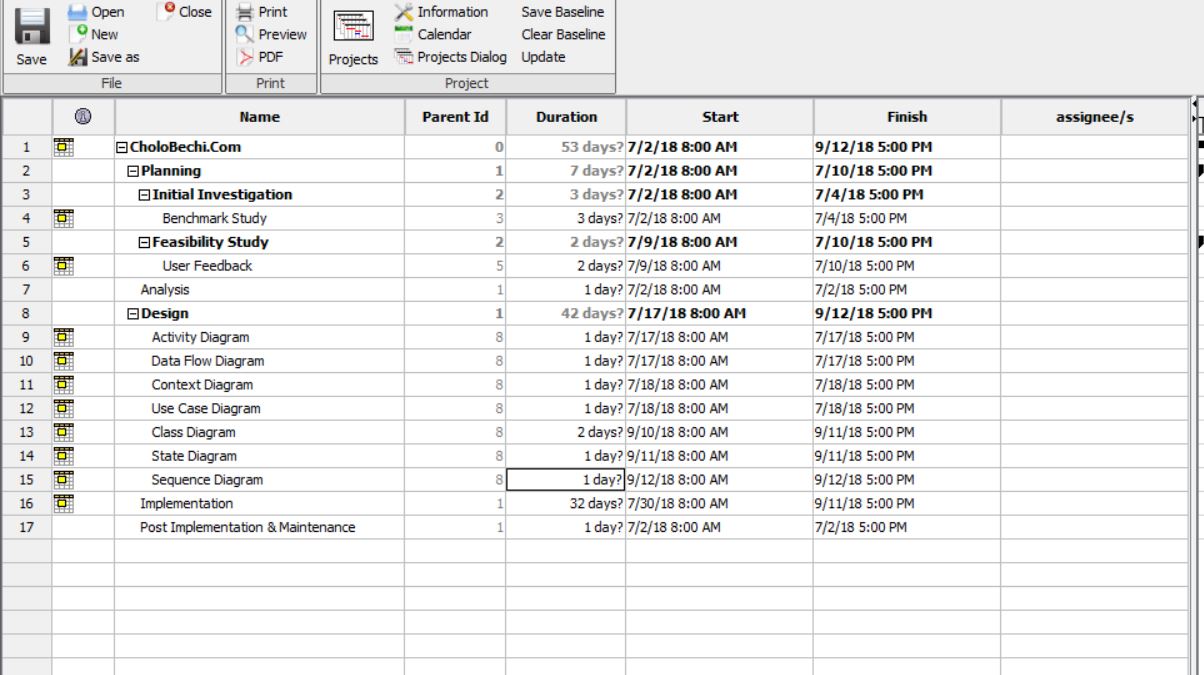 Open Close Print Information Save Baseline
New Preview Calendar Clear Baseline
Save Save as PDF Projects Projects Dialog Update
File Print Project
Name Parent Id Duration Start Finish assignee/s
1 CholoBechi.Com 0 53 days? 7/2/18 8:00 AM 9/12/18 5:00 PM
2 Planning 1 7 days? 7/2/18 8:00 AM 7/10/18 5:00 PM
3 Initial Investigation 2 3 days? 7/2/18 8:00 AM 7/4/18 5:00 PM
4 Benchmark Study 3 3 days? 7/2/18 8:00 AM 7/4/18 5:00 PM
5 Feasibility Study 2 2 days? 7/9/18 8:00 AM 7/10/18 5:00 PM
6 User Feedback 5 2 days? 7/9/18 8:00 AM 7/10/18 5:00 PM
7 Analysis 1 1 day? 7/2/18 8:00 AM 7/2/18 5:00 PM
8 Design 1 42 days? 7/17/18 8:00 AM 9/12/18 5:00 PM
9 Activity Diagram 8 1 day? 7/17/18 8:00 AM 7/17/18 5:00 PM
10 Data Flow Diagram 8 1 day? 7/17/18 8:00 AM 7/17/18 5:00 PM
11 Context Diagram 8 1 day? 7/18/18 8:00 AM 7/18/18 5:00 PM
12 Use Case Diagram 8 1 day? 7/18/18 8:00 AM 7/18/18 5:00 PM
13 Class Diagram 8 2 days? 9/10/18 8:00 AM 9/11/18 5:00 PM
14 State Diagram 8 1 day? 9/11/18 8:00 AM 9/11/18 5:00 PM
15 Sequence Diagram 8 1 day? 9/12/18 8:00 AM 9/12/18 5:00 PM
16 Implementation 1 32 days? 7/30/18 8:00 AM 9/11/18 5:00 PM
17 Post Implementation & Maintenance 1 1 day? 7/2/18 8:00 AM 7/2/18 5:00 PM